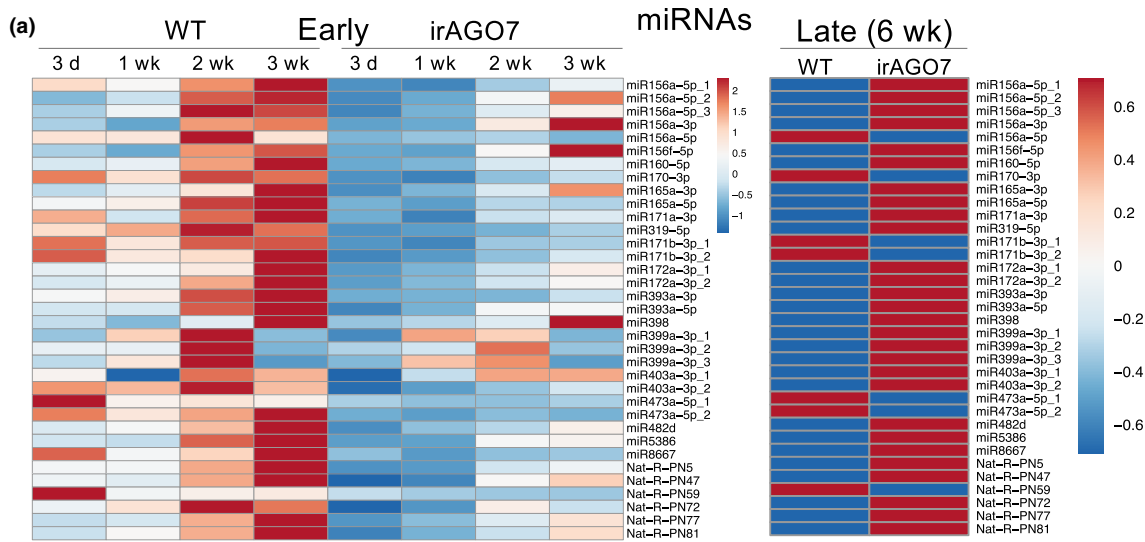 (a)
miRNAs
WT Early irAGO7
3 d 1 wk 2 wk 3 wk 3 d 1 wk 2 wk 3 wk
miR156a−5p_1
miR156a−5p_2
miR156a−5p_3
miR156a−3p
miR156a−5p
miR156f−5p
miR160−5p
miR170−3p
miR165a−3p
miR165a−5p
miR171a−3p
miR319−5p
miR171b−3p_1
miR171b−3p_2
miR172a−3p_1
miR172a−3p_2
miR393a−3p
miR393a−5p
miR398
miR399a−3p_1
miR399a−3p_2
miR399a−3p_3
miR403a−3p_1
miR403a−3p_2
miR473a−5p_1
miR473a−5p_2
miR482d
miR5386
miR8667
Nat−R−PN5
Nat−R−PN47
Nat−R−PN59
Nat−R−PN72
Nat−R−PN77
Nat−R−PN81
2
1.5
1
0.5
0
−0.5
−1
Late (6 wk)
WT irAGO7
miR156a−5p_1
miR156a−5p_2
miR156a−5p_3
miR156a−3p
miR156a−5p
miR156f−5p
miR160−5p
miR170−3p
miR165a−3p
miR165a−5p
miR171a−3p
miR319−5p
miR171b−3p_1
miR171b−3p_2
miR172a−3p_1
miR172a−3p_2
miR393a−3p
miR393a−5p
miR398
miR399a−3p_1
miR399a−3p_2
miR399a−3p_3
miR403a−3p_1
miR403a−3p_2
miR473a−5p_1
miR473a−5p_2
miR482d
miR5386
miR8667
Nat−R−PN5
Nat−R−PN47
Nat−R−PN59
Nat−R−PN72
Nat−R−PN77
Nat−R−PN81
0.6
0.4
0.2
0
−0.2
−0.4
−0.6